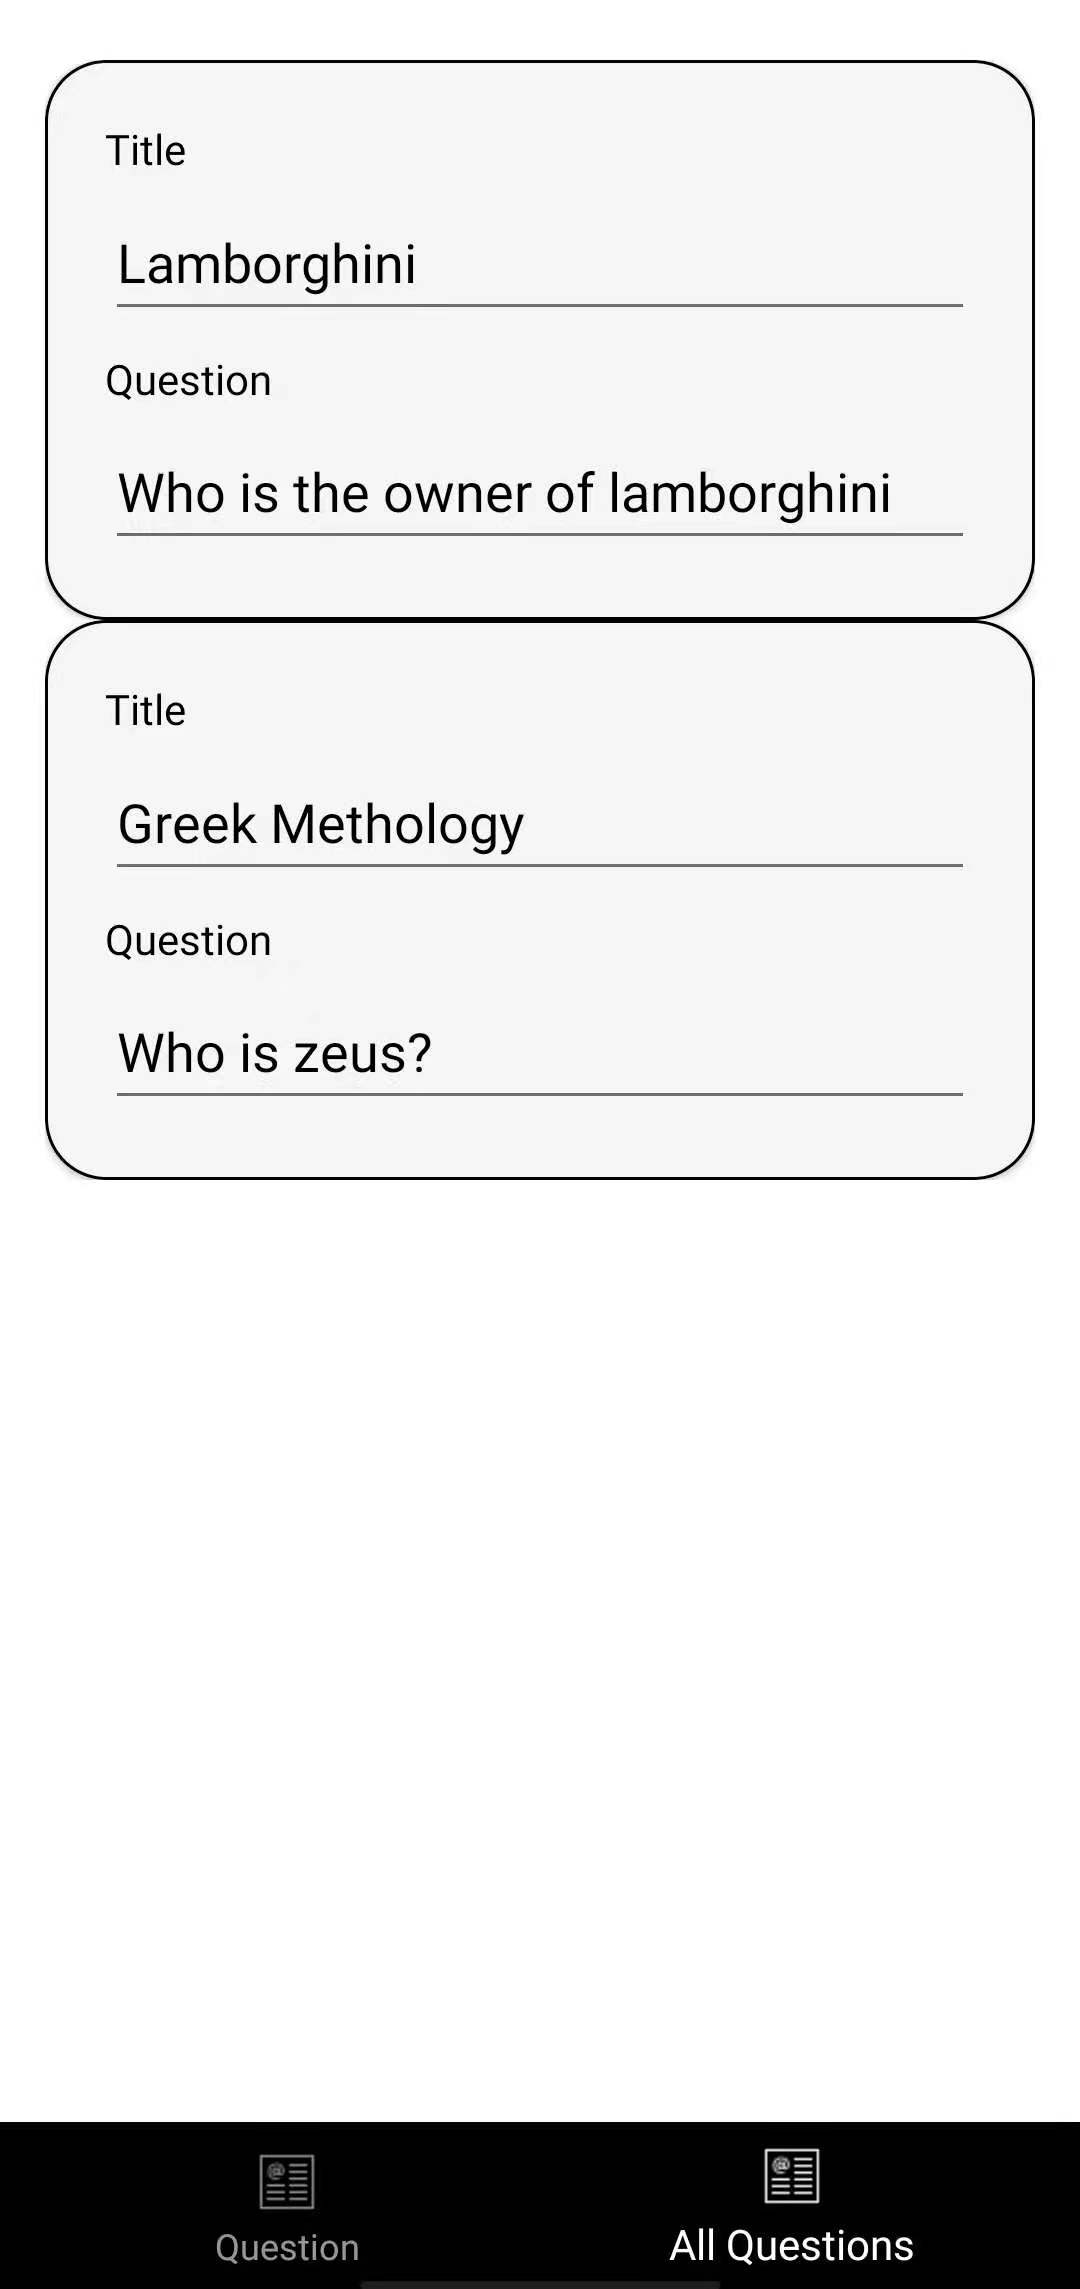 Title
Lamborghini
Question
Who is the owner of lamborghini
Title
Greek Methology
Question
Who is zeus?
Question
All Questions